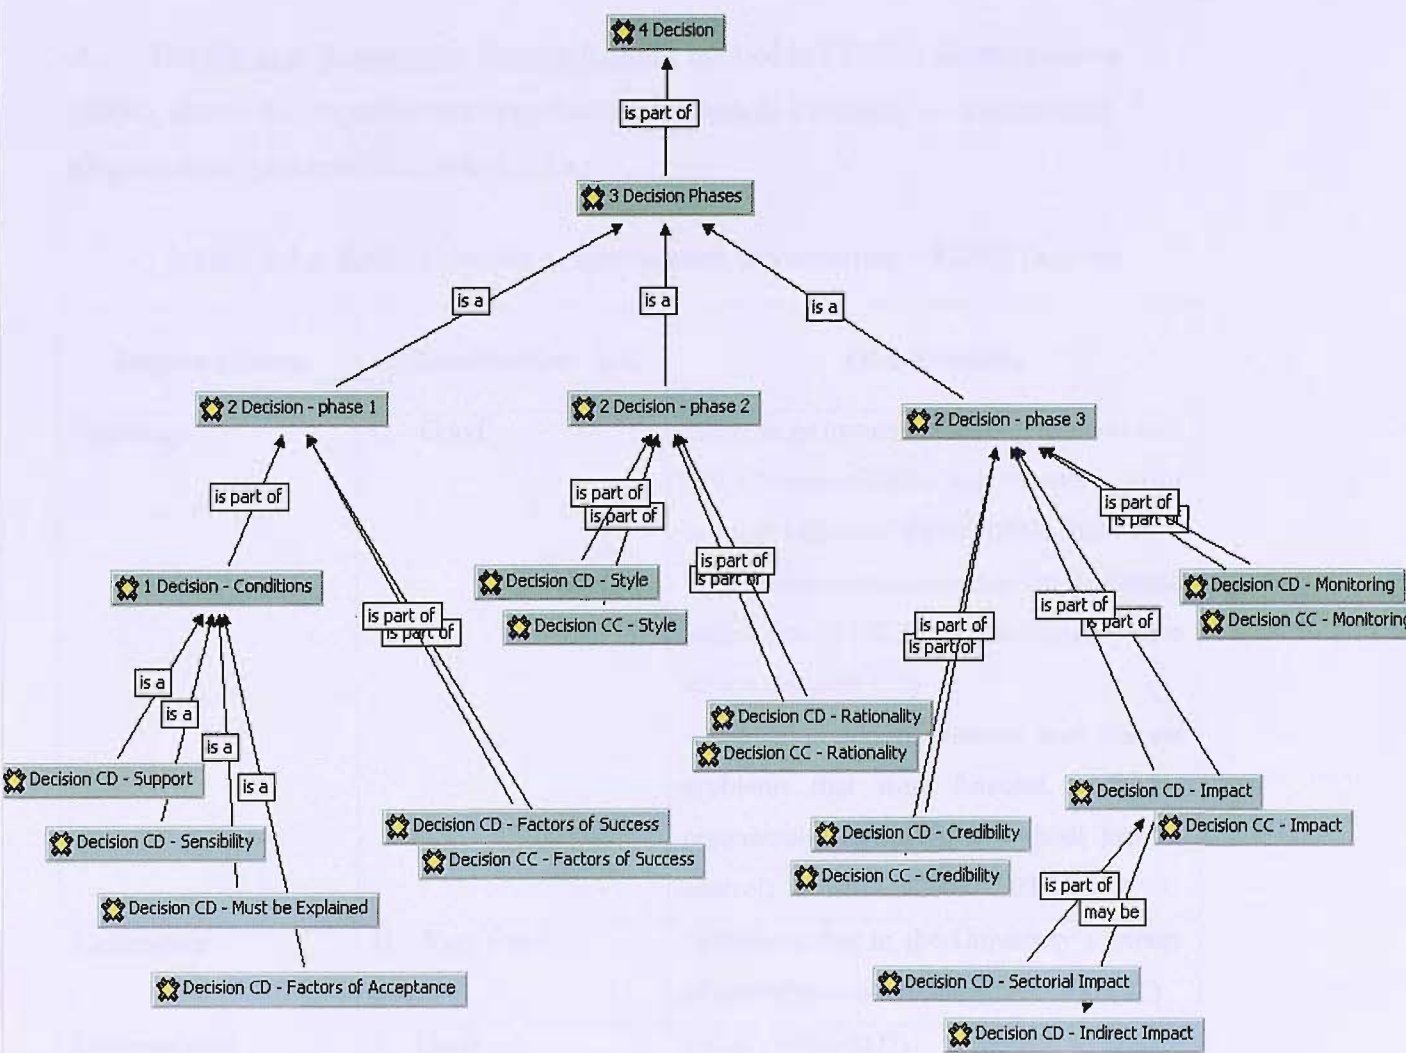 4 Decision
is part of
3 Decision Phases
is a
is a
is a
2 Decision - phase 1
2 Decision - phase 2
2 Decision - phase 3
is part of
is part of
is part of
is part of
is part of
1 Decision - Conditions
Decision CD - Style
Decision CC - Style
Decision CD - Monitoring
Decision CC - Monitoring
is part of
is part of
is part of
is part of
is part of
is part of
is part of
is part of
is a
is a
is a
is a
Decision CD - Rationality
Decision CC - Rationality
Decision CD - Support
Decision CD - Sensibility
Decision CD - Must be Explained
Decision CD - Factors of Acceptance
Decision CD - Factors of Success
Decision CC - Factors of Success
Decision CD - Credibility
Decision CC - Credibility
Decision CD - Impact
Decision CC - Impact
is part of
may be
Decision CD - Sectorial Impact
Decision CD - Indirect Impact